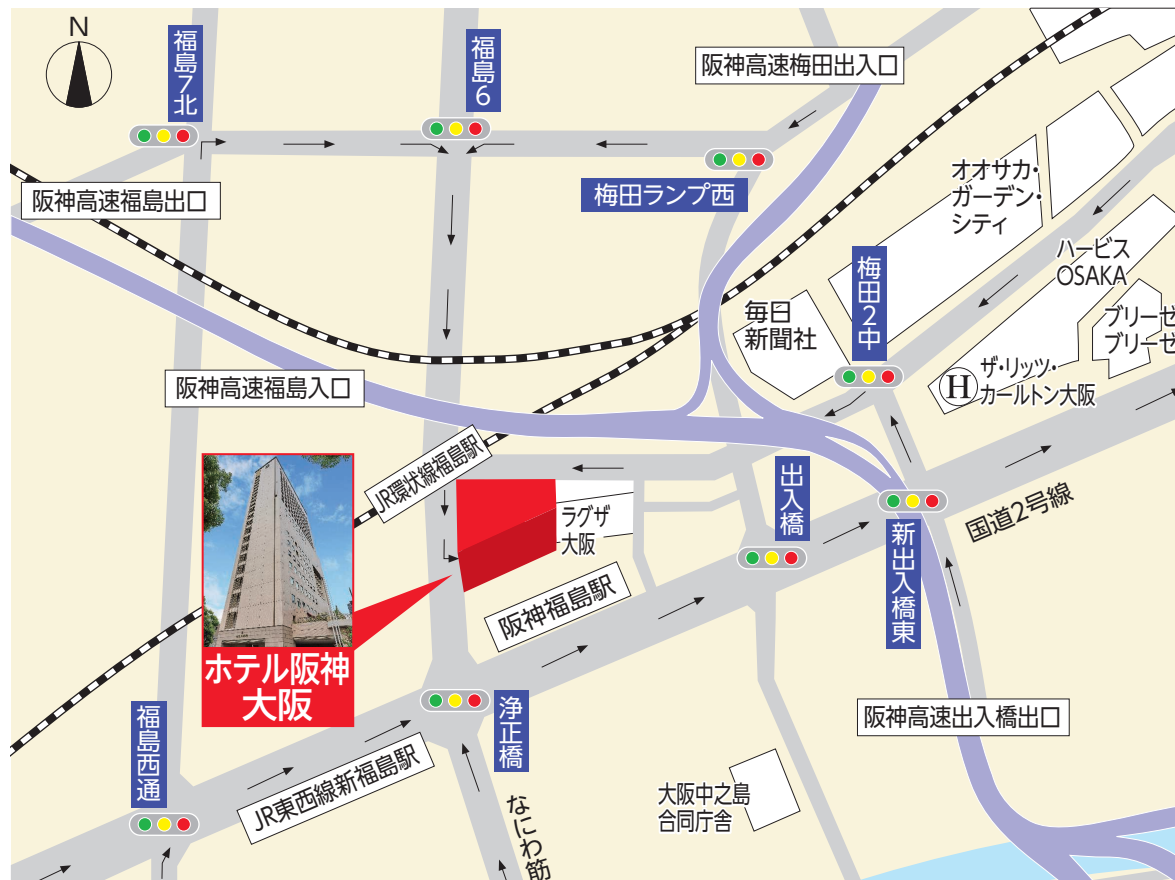 N
福島7北
福島6
阪神高速梅田出入口
梅田ランプ西
阪神高速福島出口
オオサカ・
ガーデン・
シティ
ハービス
OSAKA
梅田2中
毎日
新聞社
ブリーゼ
ブリーゼ
阪神高速福島入口
H
ザ・リッツ・
カールトン大阪
JR環状線福島駅
出入橋
国道2号線
ラグザ
大阪
新出入橋東
阪神福島駅
ホテル阪神
大阪
浄正橋
阪神高速出入橋出口
福島西通
JR東西線新福島駅
なにわ筋
大阪中之島
合同庁舎